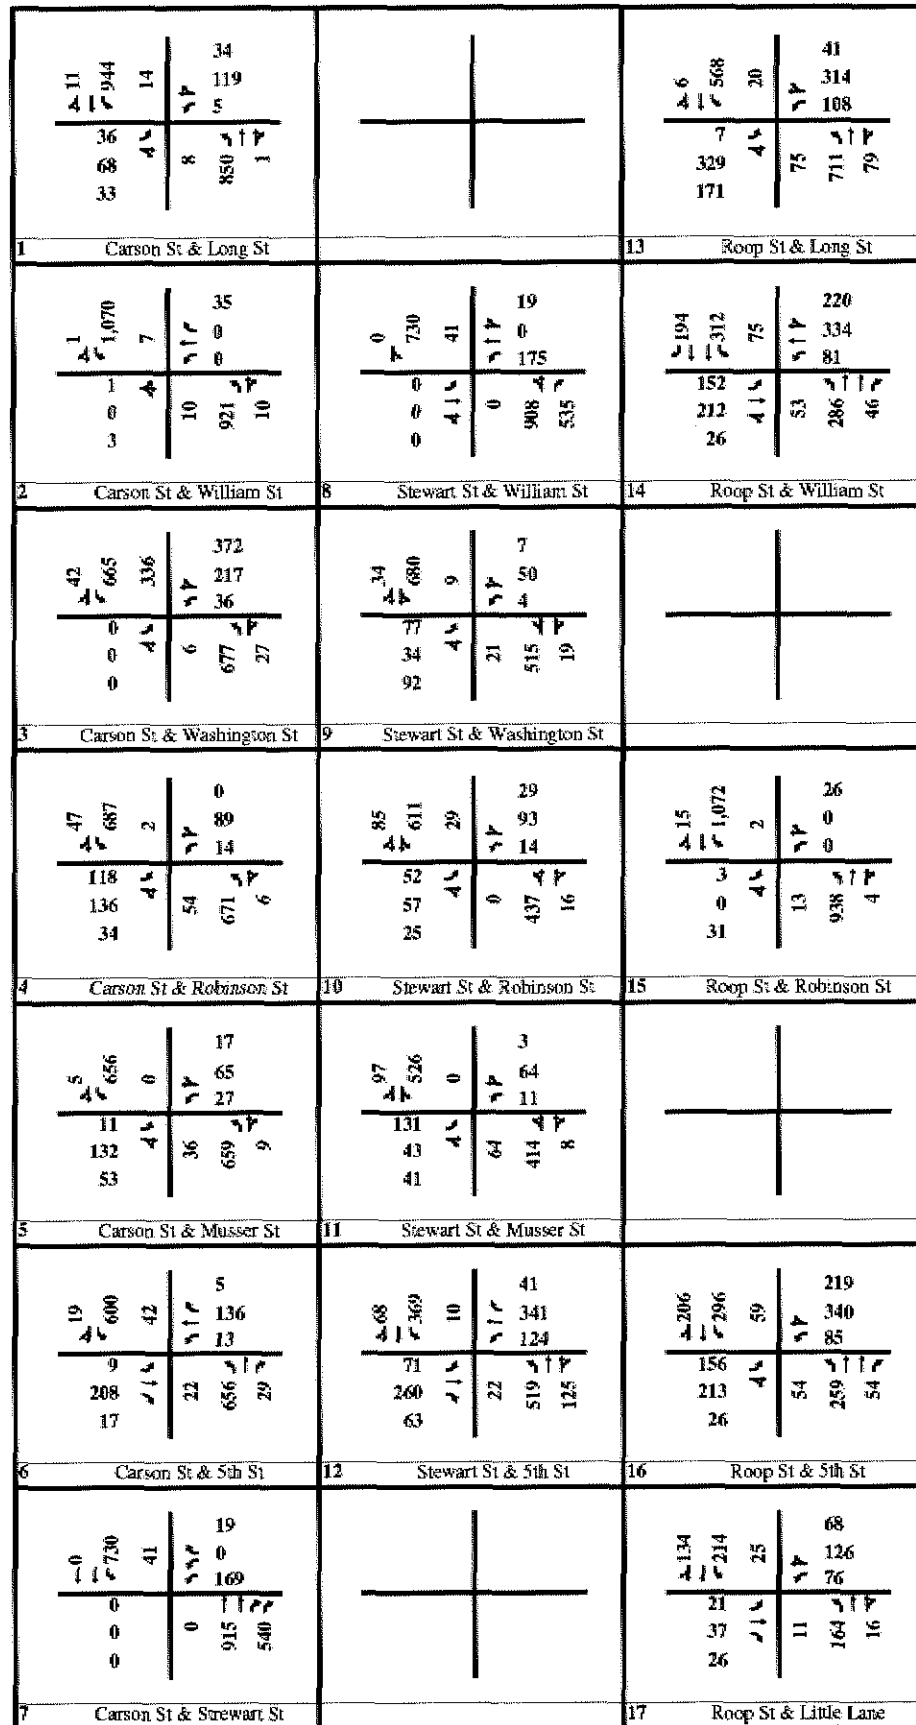 11 944 14 34
119
5
36 8 850 1
68
33
1 Carson St & Long St
6 568 20 41
314
108
7 75 711 79
329
171
13 Roop St & Long St
1 1,070 7 35
0
0
1 10 921 10
0
3
2 Carson St & William St
0 730 41 19
0
175
0 0 908 535
0
0
8 Stewart St & William St
194 312 75 220
334
81
152 53 286 46
212
26
14 Roop St & William St
42 665 336 372
217
36
0 6 677 27
0
0
3 Carson St & Washington St
34 680 9 7
50
4
77 21 515 19
34
92
9 Stewart St & Washington St
47 687 2 0
89
14
118 54 671 6
136
34
4 Carson St & Robinson St
85 611 29 29
93
14
52 0 437 16
57
25
10 Stewart St & Robinson St
15 1,072 2 26
0
0
3 13 938 4
0
31
15 Roop St & Robinson St
5 656 0 17
65
27
11 36 659 9
132
53
5 Carson St & Musser St
97 526 0 3
64
11
131 64 414 8
43
41
11 Stewart St & Musser St
19 600 42 5
136
13
9 22 656 29
208
17
6 Carson St & 5th St
68 369 10 41
341
124
71 22 519 125
260
63
12 Stewart St & 5th St
206 296 59 219
340
85
156 54 259 54
213
26
16 Roop St & 5th St
0 730 41 19
0
169
0 0 915 540
0
0
7 Carson St & Strewart St
134 214 25 68
126
76
21 11 164 16
37
26
17 Roop St & Little Lane